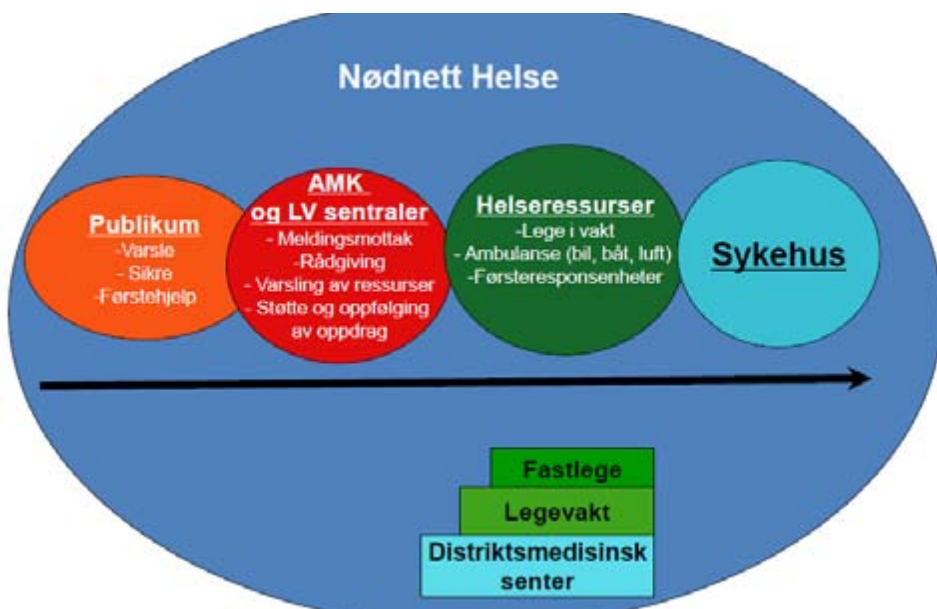 Nødnett Helse
Publikum
-Varsle
- Sikre
-Førstehjelp
AMK
og LV sentraler
- Meldingsmottak
-Rådgiving
- Varsling av ressurser
- Støtte og oppfølging
av oppdrag
Helseressurser
-Lege i vakt
- Ambulanse (bil, båt, luft)
-Førsteresponsenheter
Sykehus
Fastlege
Legevakt
Distriktsmedisinsk
senter